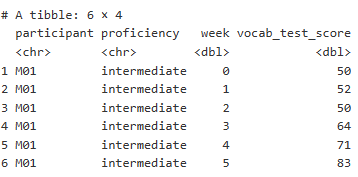 # A tibble: 6 × 4
participant proficiency week vocab_test_score
<chr> <chr> <dbl> <dbl>
1 M01 intermediate 0 50
2 M01 intermediate 1 52
3 M01 intermediate 2 50
4 M01 intermediate 3 64
5 M01 intermediate 4 71
6 M01 intermediate 5 83